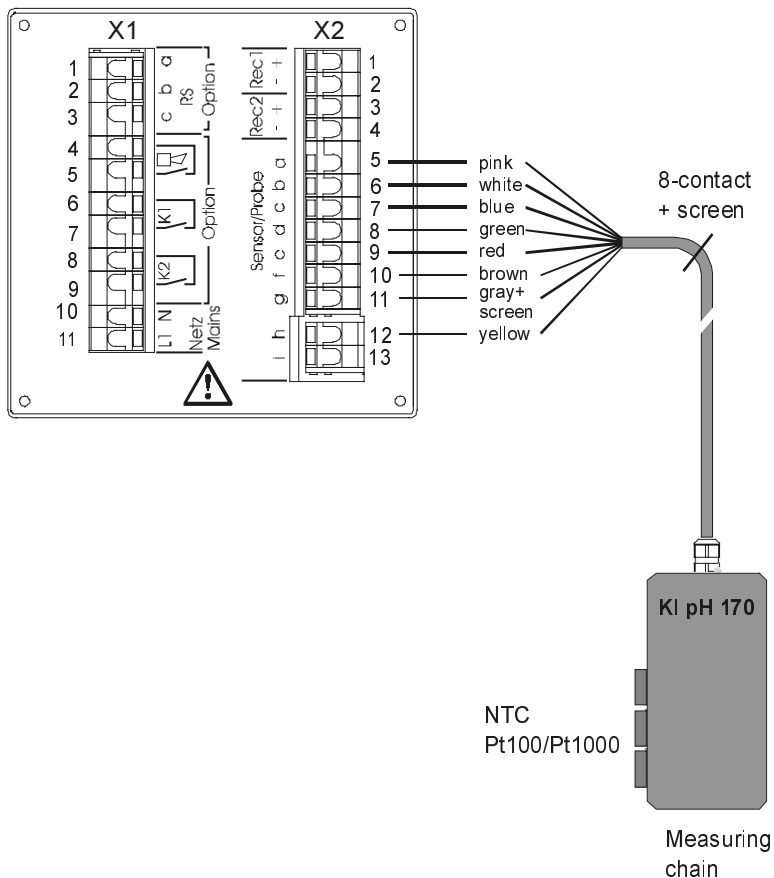 X1
X2
1
2
3
4
5
6
7
8
9
10
11
a
b
c
RS
Option
K1
K2
Option
N
L1
Netz
Mains
Rec1
+
-
Rec2
+
-
Sensor/Probe
a
b
c
d
c
f
g
h
i
1
2
3
4
5
6
7
8
9
10
11
12
13
pink
white
blue
green
red
brown
gray+
screen
yellow
8-contact
+ screen
KI pH 170
NTC
Pt100/Pt1000
Measuring
chain